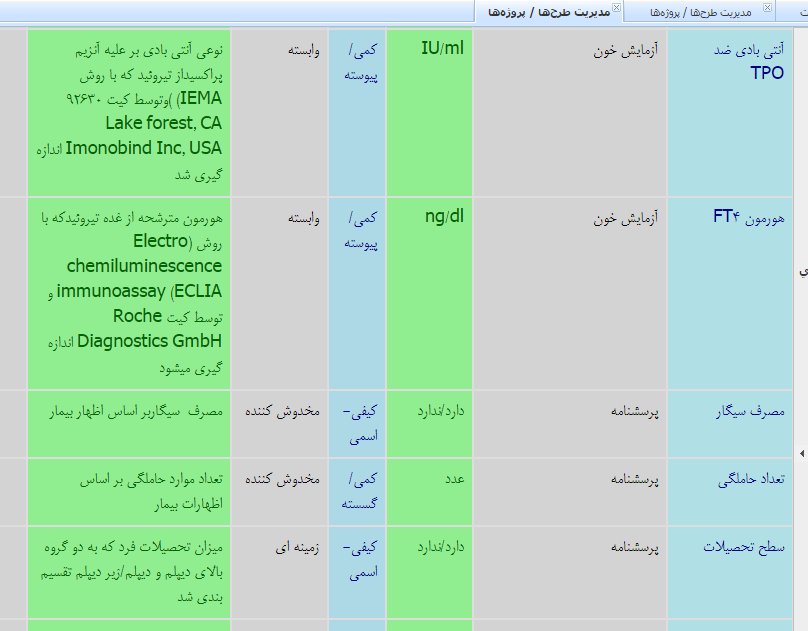 مدیریت طرح‌ها / پروژه‌ها
مدیریت طرح‌ها / پروژه‌ها
آنتی بادی ضد
TPO
آزمایش خون
IU/ml
کمی/
پیوسته
وابسته
نوعی آنتی بادی بر علیه آنزیم
پراکسیداز تیروئید که با روش
IEMA) )وتوسط کیت ۹۲۶۳۰
Lake forest, CA
Imonobind Inc, USA اندازه
گیری شد
هورمون FT۴
آزمایش خون
ng/dl
کمی/
پیوسته
وابسته
هورمون مترشحه از غده تیروئیدکه با
روش (Electro
chemiluminescence
immunoassay (ECLIA و
توسط کیت Roche
Diagnostics GmbH اندازه
گیری میشود
مصرف سیگار
پرسشنامه
دارد/ندارد
کیفی-
اسمی
مخدوش کننده
مصرف سیگاربر اساس اظهار بیمار
تعداد حاملگی
پرسشنامه
عدد
کمی/
گسسته
مخدوش کننده
تعداد موارد حاملگی بر اساس
اظهارات بیمار
سطح تحصیلات
پرسشنامه
دارد/ندارد
کیفی-
اسمی
زمینه ای
میزان تحصیلات فرد که به دو گروه
بالای دیپلم و دیپلم/زیر دیپلم تقسیم
بندی شد